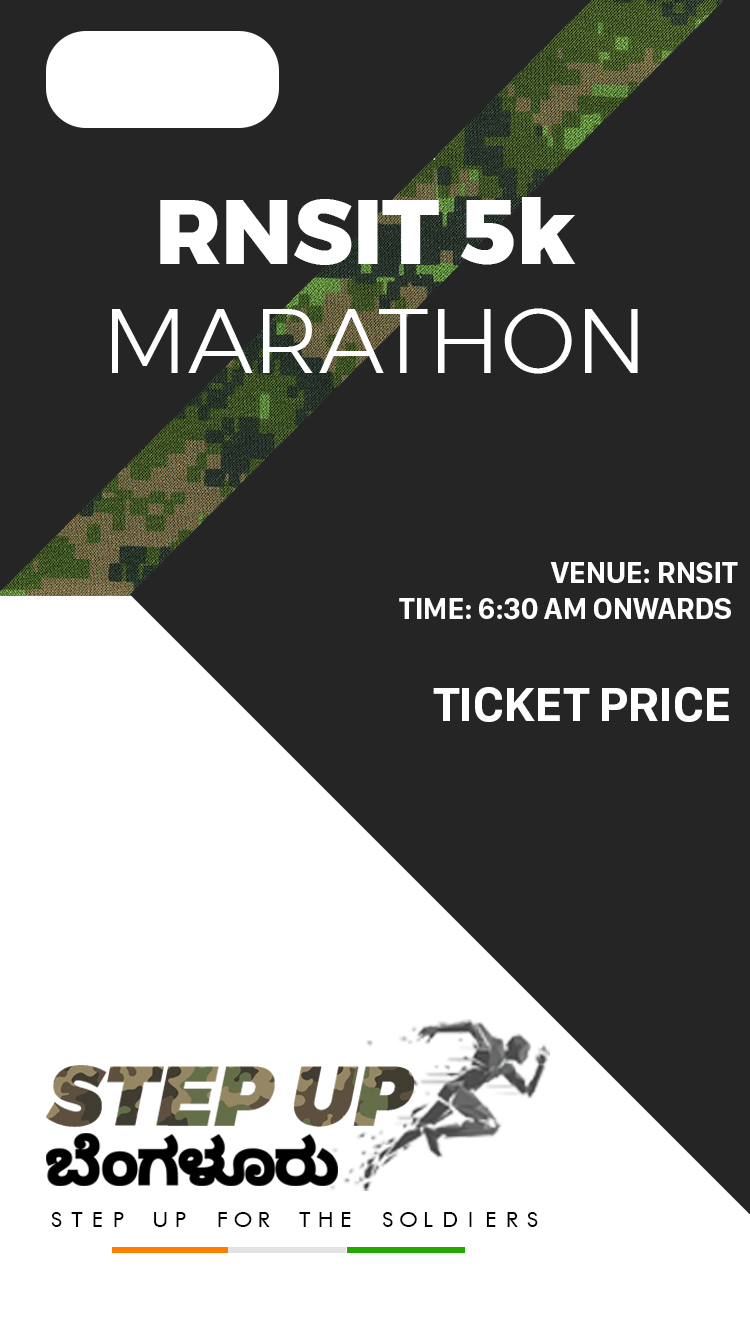 RNSIT 5k
MARATHON
VENUE: RNSIT
TIME: 6:30 AM ONWARDS
TICKET PRICE
STEP UP
ಬೆಂಗಳೂರು
STEP UP FOR THE SOLDIERS